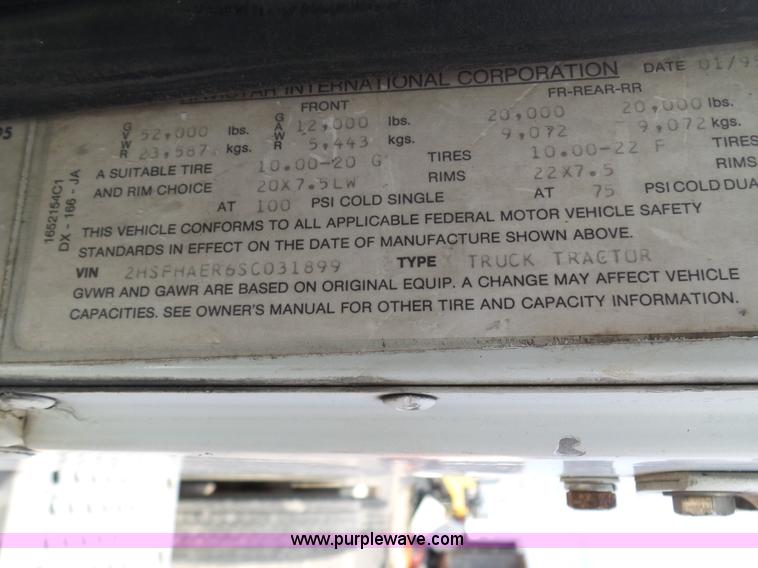 INTERNATIONAL CORPORATION DATE 01/95
FRONT FR-REAR-RR
95
GVWR 52,000 lbs. GAWR 12,000 lbs. 20,000 20,000 lbs.
23,587 kgs. 5,443 kgs. 9,072 9,072 kgs.
A SUITABLE TIRE 10.00-20 G TIRES 10.00-22 F TIRES
AND RIM CHOICE 20X7.5LW RIMS 22X7.5 RIMS
AT 100 PSI COLD SINGLE AT 75 PSI COLD DUAL
1652154C1
DX - 166 - JA
THIS VEHICLE CONFORMS TO ALL APPLICABLE FEDERAL MOTOR VEHICLE SAFETY
STANDARDS IN EFFECT ON THE DATE OF MANUFACTURE SHOWN ABOVE.
VIN 2HSFHAER6SC031899 TYPE TRUCK TRACTOR
GVWR AND GAWR ARE BASED ON ORIGINAL EQUIP. A CHANGE MAY AFFECT VEHICLE
CAPACITIES. SEE OWNER'S MANUAL FOR OTHER TIRE AND CAPACITY INFORMATION.
www.purplewave.com